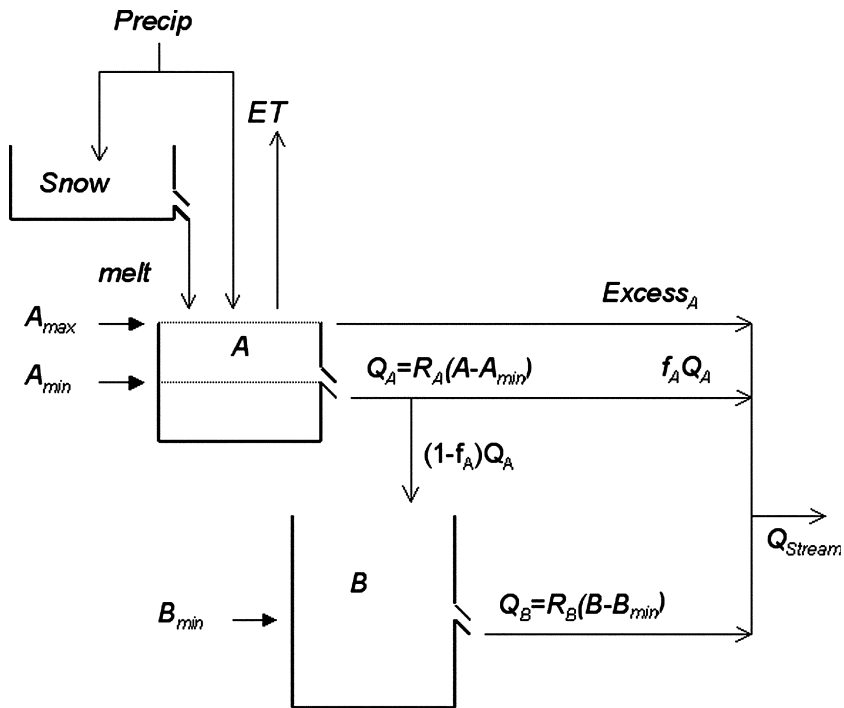 Precip
ET
Snow
melt
Excess_A
A_max
A
Q_A=R_A(A-A_min)
f_AQ_A
A_min
(1-f_A)Q_A
Q_Stream
B
Q_B=R_B(B-B_min)
B_min